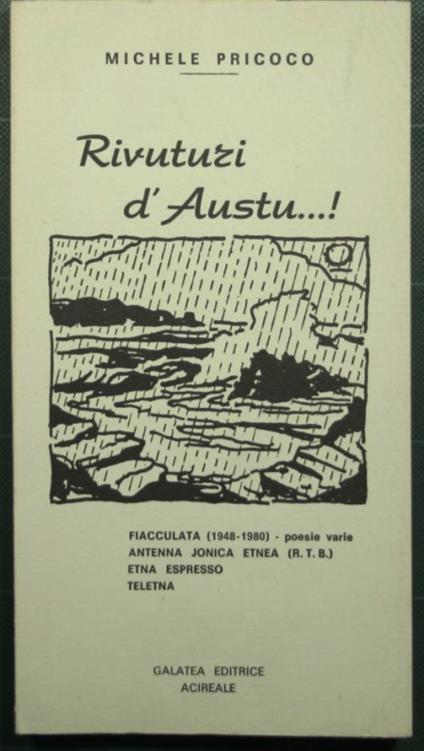 MICHELE PRICOCO
Rivuturi
d'Austu...!
FIACCULATA (1948-1980) - poesie varie
ANTENNA JONICA ETNEA (R.T.B.)
ETNA ESPRESSO
TELETNA
GALATEA EDITRICE
ACIREALE